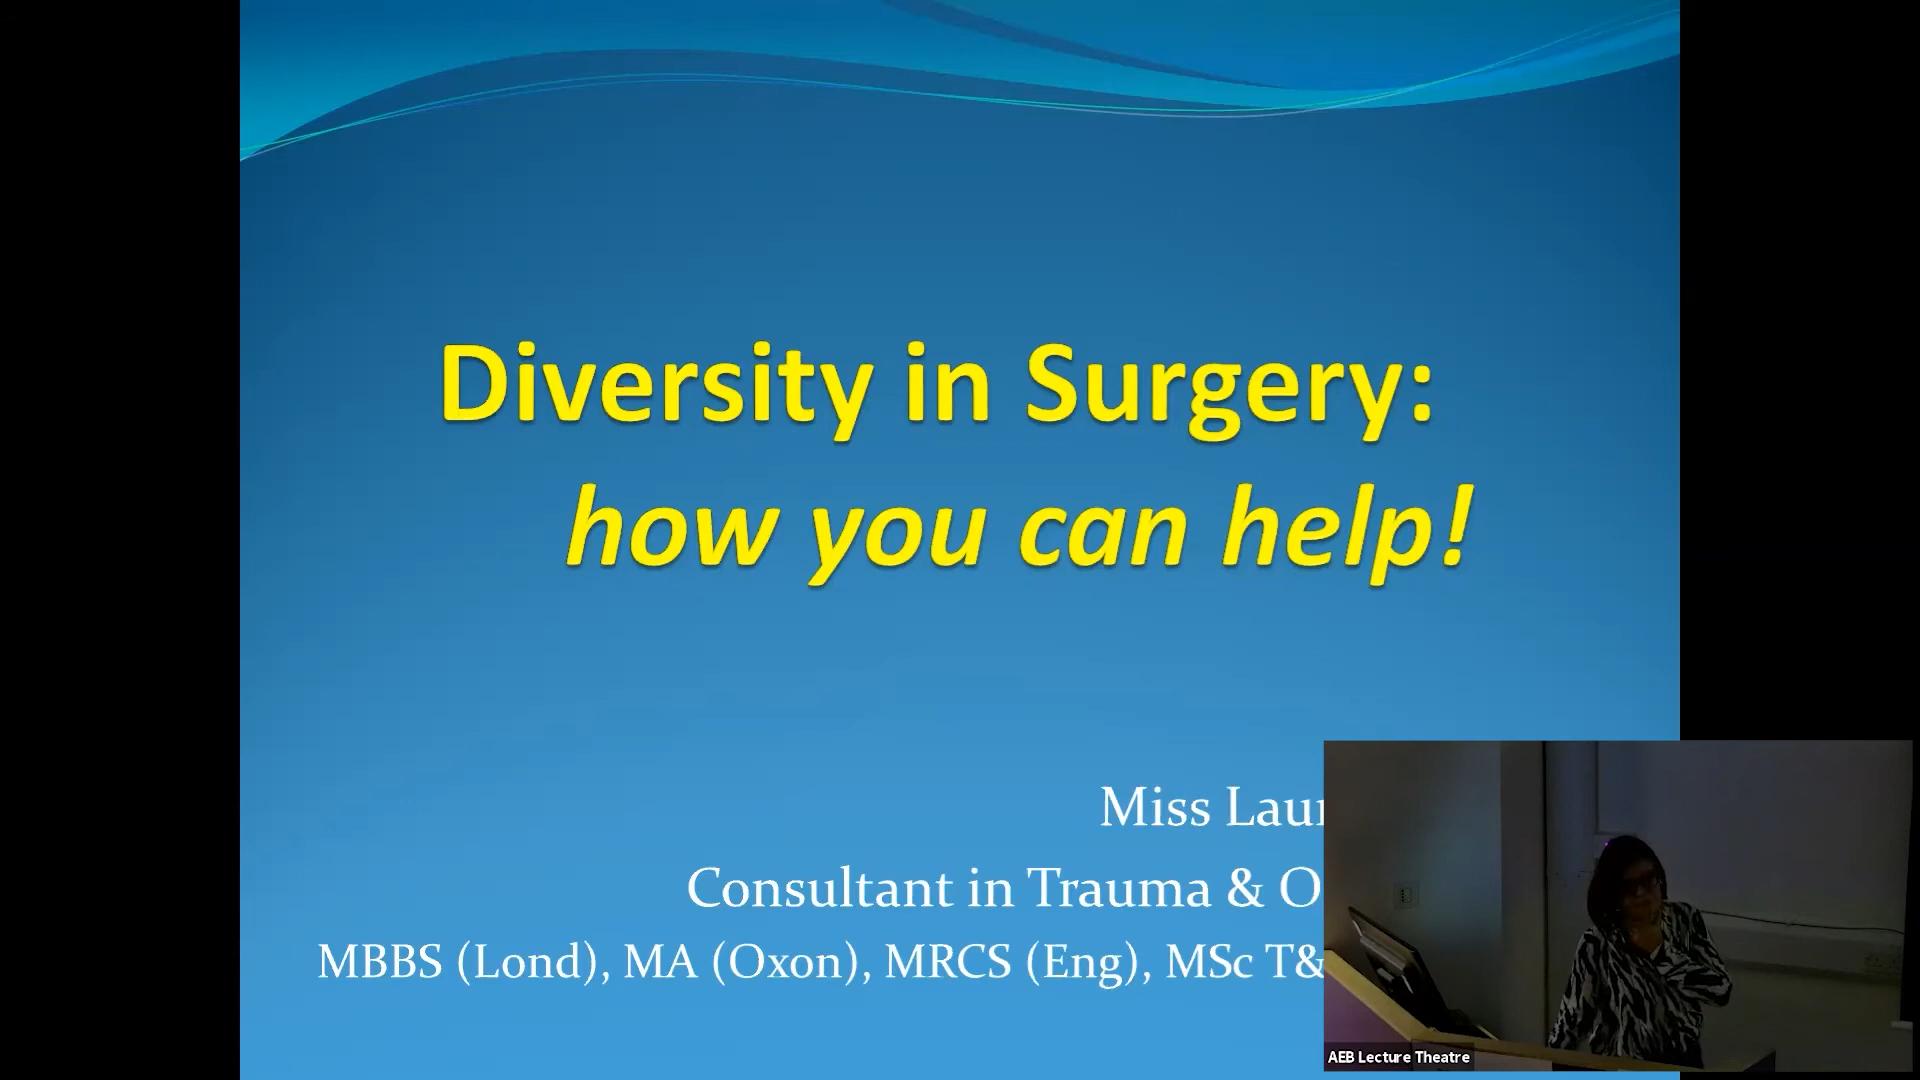 Diversity in Surgery:
how you can help!
Miss
Consultant in Trauma &
MBBS (Lond), MA (Oxon), MRCS (Eng), MSc T&
AEB Lecture Theatre